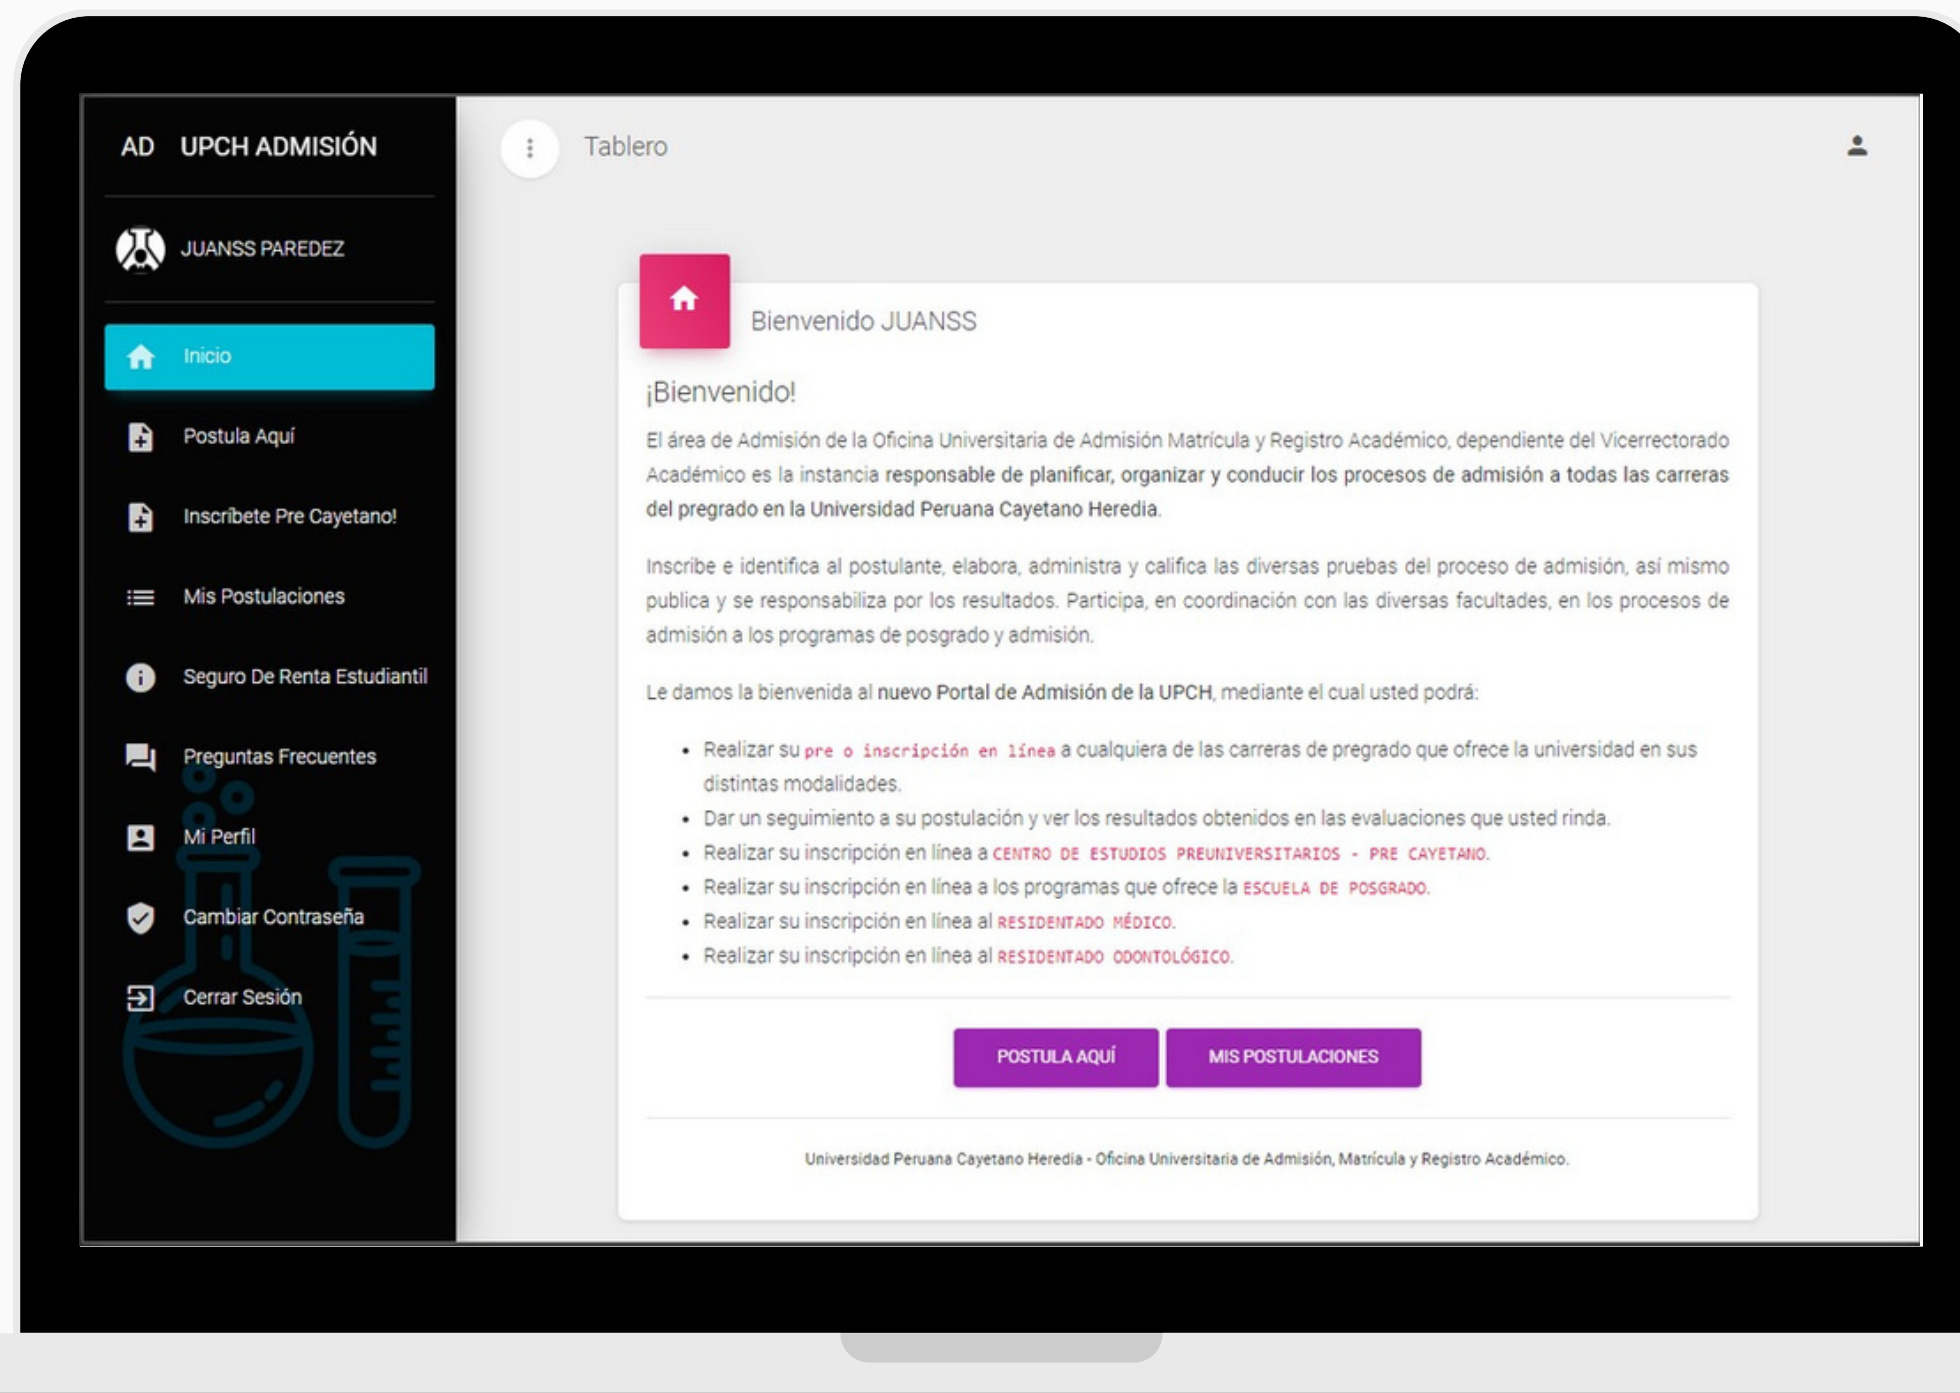 AD UPCH ADMISIÓN
JUANSS PAREDEZ
Inicio
Postula Aquí
Inscríbete Pre Cayetano!
Mis Postulaciones
Seguro De Renta Estudiantil
Preguntas Frecuentes
Mi Perfil
Cambiar Contraseña
Cerrar Sesión
Tablero
Bienvenido JUANSS
¡Bienvenido!
El área de Admisión de la Oficina Universitaria de Admisión Matrícula y Registro Académico, dependiente del Vicerrectorado
Académico es la instancia responsable de planificar, organizar y conducir los procesos de admisión a todas las carreras
del pregrado en la Universidad Peruana Cayetano Heredia.
Inscribe e identifica al postulante, elabora, administra y califica las diversas pruebas del proceso de admisión, así mismo
publica y se responsabiliza por los resultados. Participa, en coordinación con las diversas facultades, en los procesos de
admisión a los programas de posgrado y admisión.
Le damos la bienvenida al nuevo Portal de Admisión de la UPCH, mediante el cual usted podrá:
• Realizar su pre o inscripción en línea a cualquiera de las carreras de pregrado que ofrece la universidad en sus
distintas modalidades.
• Dar un seguimiento a su postulación y ver los resultados obtenidos en las evaluaciones que usted rinda.
• Realizar su inscripción en línea a CENTRO DE ESTUDIOS PREUNIVERSITARIOS - PRE CAYETANO.
• Realizar su inscripción en línea a los programas que ofrece la ESCUELA DE POSGRADO.
• Realizar su inscripción en línea al RESIDENTADO MÉDICO.
• Realizar su inscripción en línea al RESIDENTADO ODONTOLÓGICO.
POSTULA AQUÍ MIS POSTULACIONES
Universidad Peruana Cayetano Heredia - Oficina Universitaria de Admisión, Matrícula y Registro Académico.